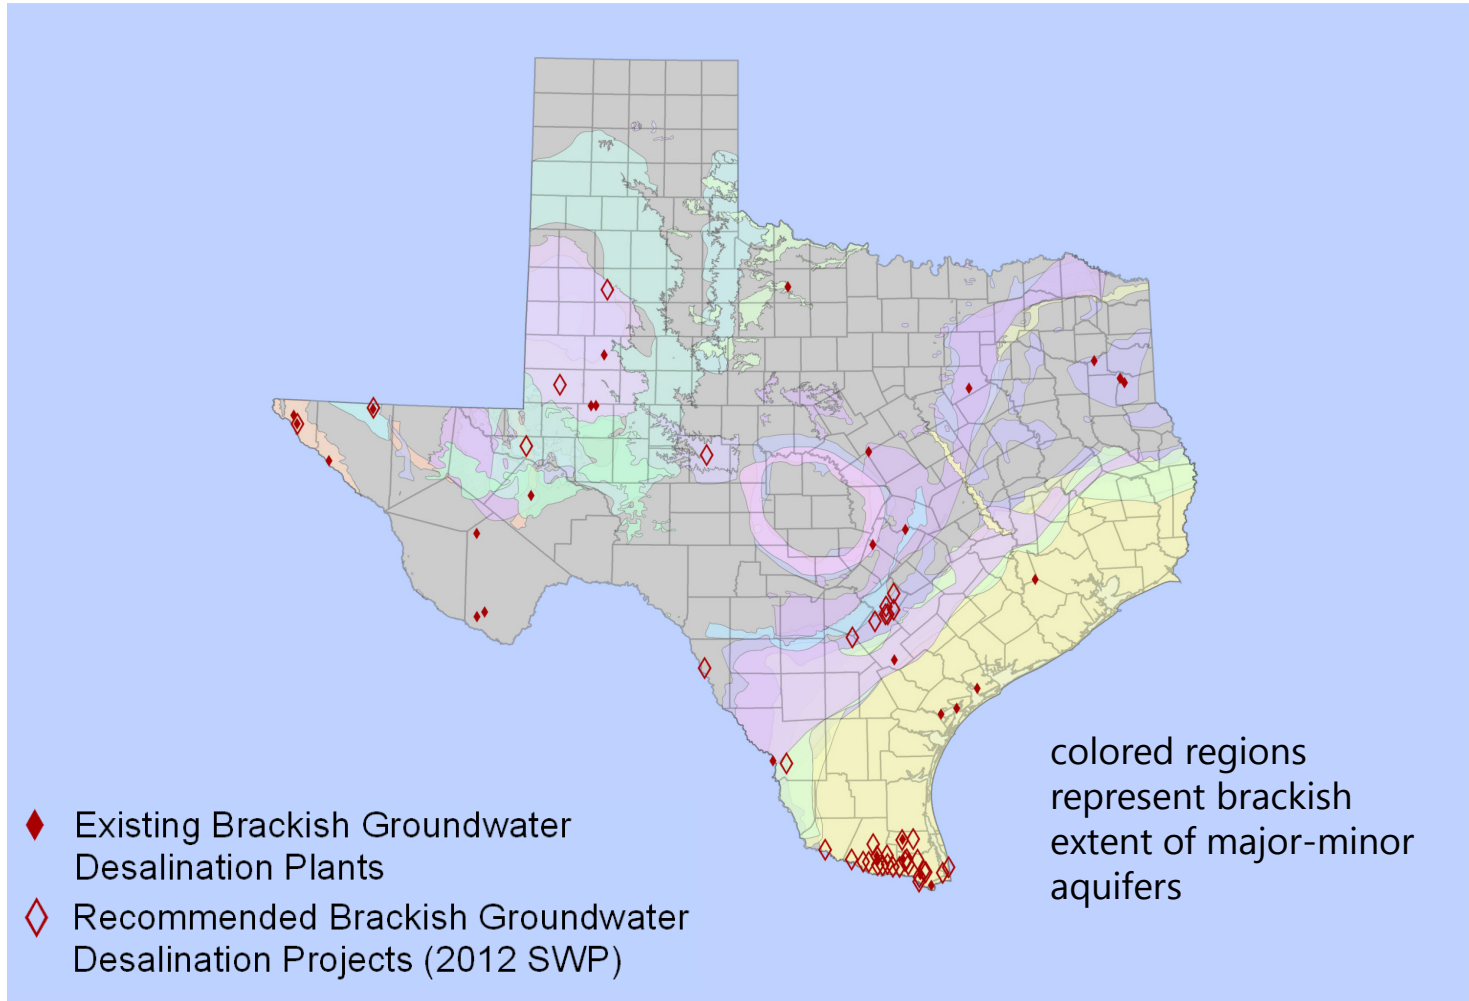 colored regions
represent brackish
extent of major-minor
aquifers
Existing Brackish Groundwater
Desalination Plants
Recommended Brackish Groundwater
Desalination Projects (2012 SWP)